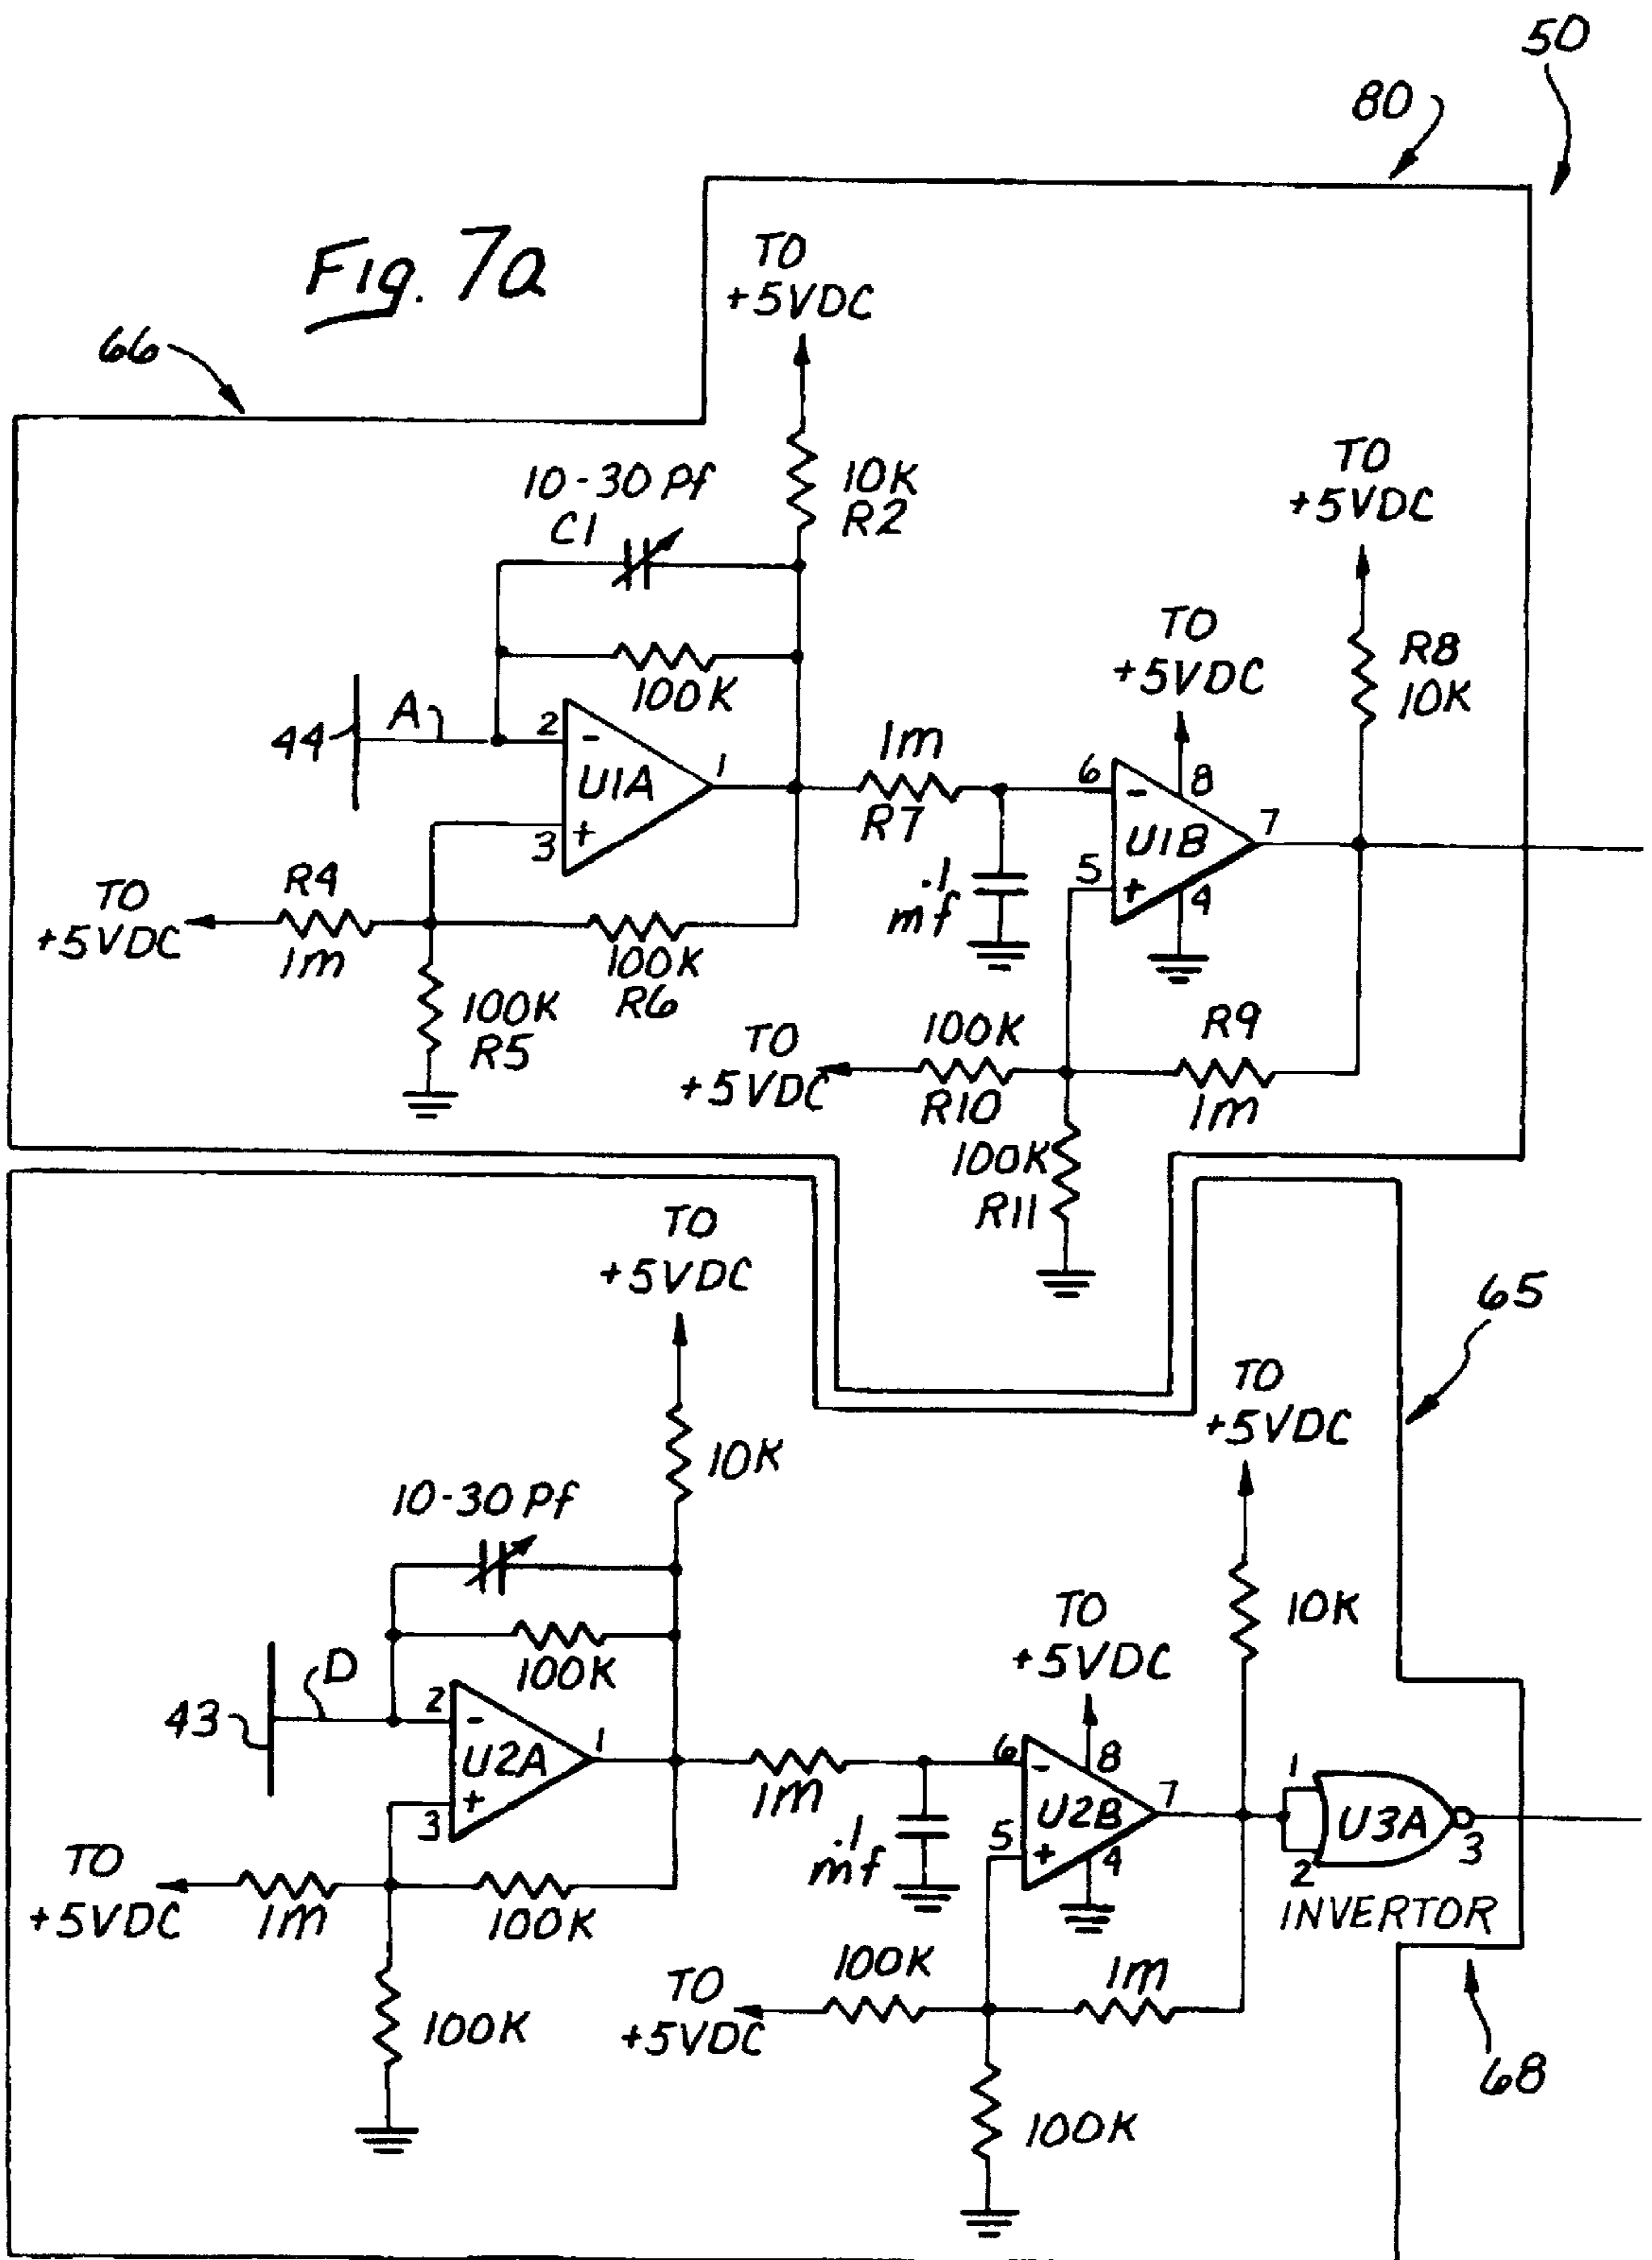 50
80
Fig. 7a
66
TO
+5VDC
10-30 Pf
C1
10K
R2
TO
+5VDC
100K
R8
10K
TO
+5VDC
44
A
2
-
U1A
1
+
3
1m
R7
6
-
8
U1B
7
5
+
4
.1
mf
R4
TO
+5VDC
1m
100K
R6
100K
R5
TO
+5VDC
100K
R10
R9
1m
100K
R11
TO
+5VDC
65
TO
+5VDC
10K
10-30 Pf
10K
TO
+5VDC
100K
43
D
2
-
U2A
1
+
3
1m
6
-
8
U2B
7
5
+
4
.1
mf
1
U3A
3
2
INVERTOR
TO
+5VDC
1m
100K
100K
TO
+5VDC
100K
1m
100K
68